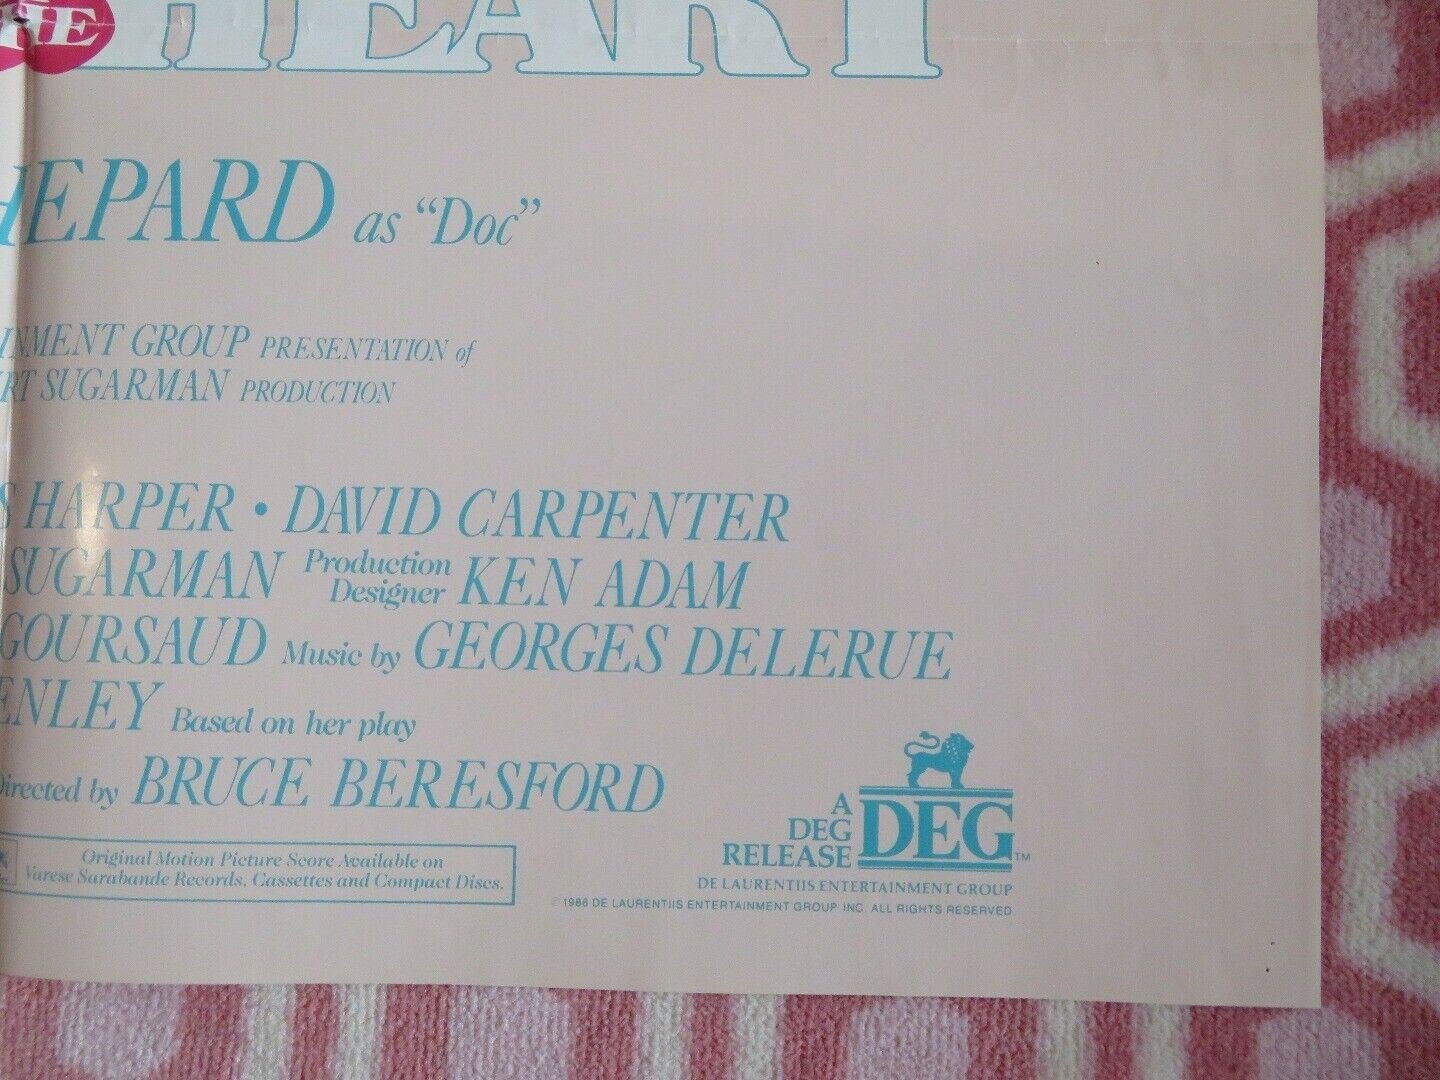 THE HEART
HEPARD as “Doc”
INMENT GROUP PRESENTATION of
RT SUGARMAN PRODUCTION
S HARPER • DAVID CARPENTER
SUGARMAN Production Designer KEN ADAM
GOURSAUD Music by GEORGES DELERUE
ENLEY Based on her play
Directed by BRUCE BERESFORD
Original Motion Picture Score Available on
Varese Sarabande Records, Cassettes and Compact Discs.
A
DEG
RELEASE
DEG™
DE LAURENTIIS ENTERTAINMENT GROUP
©1986 DE LAURENTIIS ENTERTAINMENT GROUP INC. ALL RIGHTS RESERVED